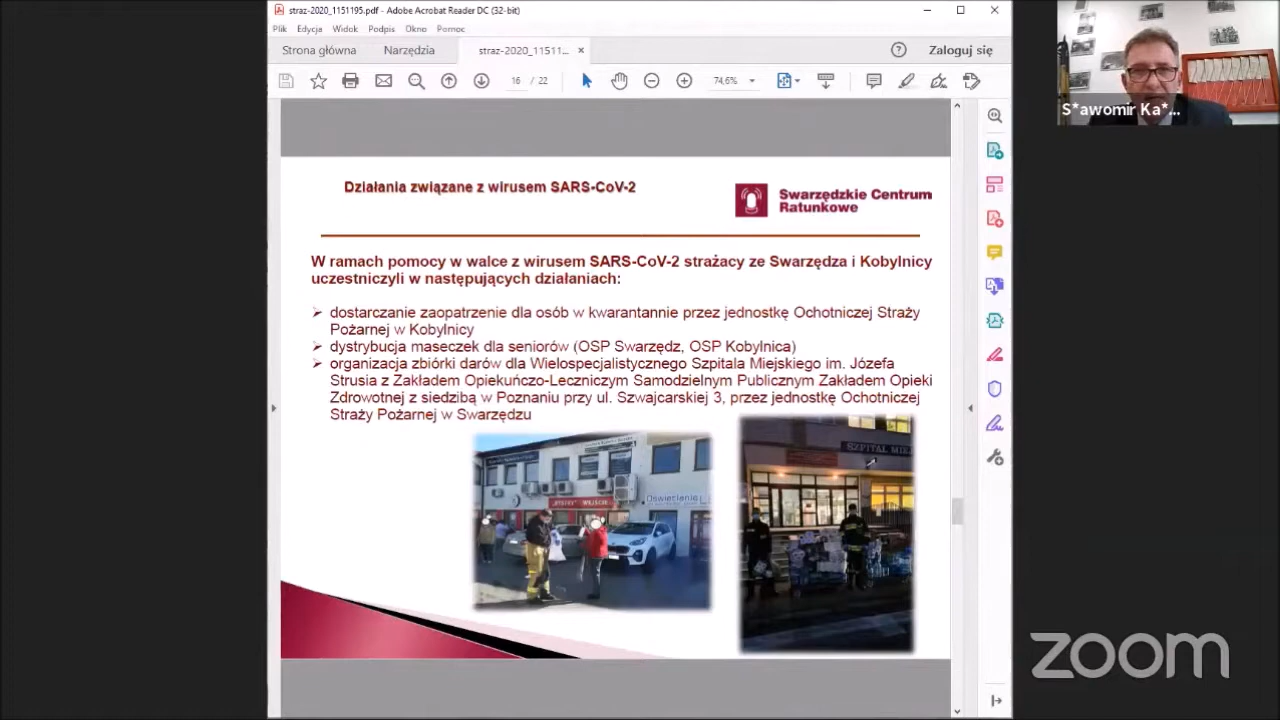 straz-2020_1151195.pdf - Adobe Acrobat Reader DC (32-bit)
Plik Edycja Widok Podpis Okno Pomoc
Strona główna Narzędzia straz-2020_11511... × Zaloguj się
16 / 22 74,6%
S*awomir Ka*...
Działania związane z wirusem SARS-CoV-2
Swarzędzkie Centrum
Ratunkowe
W ramach pomocy w walce z wirusem SARS-CoV-2 strażacy ze Swarzędza i Kobylnicy
uczestniczyli w następujących działaniach:
dostarczanie zaopatrzenie dla osób w kwarantannie przez jednostkę Ochotniczej Straży
Pożarnej w Kobylnicy
dystrybucja maseczek dla seniorów (OSP Swarzędz, OSP Kobylnica)
organizacja zbiórki darów dla Wielospecjalistycznego Szpitala Miejskiego im. Józefa
Strusia z Zakładem Opiekuńczo-Leczniczym Samodzielnym Publicznym Zakładem Opieki
Zdrowotnej z siedzibą w Poznaniu przy ul. Szwajcarskiej 3, przez jednostkę Ochotniczej
Straży Pożarnej w Swarzędzu
SZPITAL MIEJ
Oświetlenie
zoom